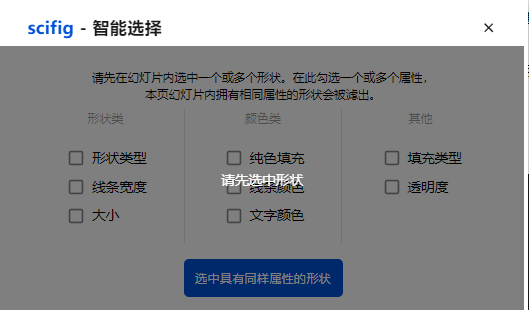 scifig - 智能选择
请先在幻灯片内选中一个或多个形状。在此勾选一个或多个属性，
本页幻灯片内拥有相同属性的形状会被滤出。
形状类 颜色类 其他
形状类型 纯色填充 填充类型
请先选中形状
线条宽度 线条颜色 透明度
大小 文字颜色
选中具有同样属性的形状